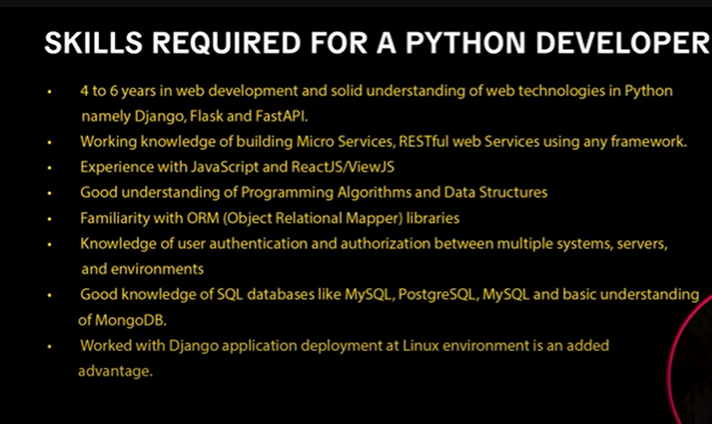 SKILLS REQUIRED FOR A PYTHON DEVELOPER
• 4 to 6 years in web development and solid understanding of web technologies in Python
namely Django, Flask and FastAPI.
• Working knowledge of building Micro Services, RESTful web Services using any framework.
• Experience with JavaScript and ReactJS/ViewJS
• Good understanding of Programming Algorithms and Data Structures
• Familiarity with ORM (Object Relational Mapper) libraries
• Knowledge of user authentication and authorization between multiple systems, servers,
and environments
• Good knowledge of SQL databases like MySQL, PostgreSQL, MySQL and basic understanding
of MongoDB.
• Worked with Django application deployment at Linux environment is an added
advantage.